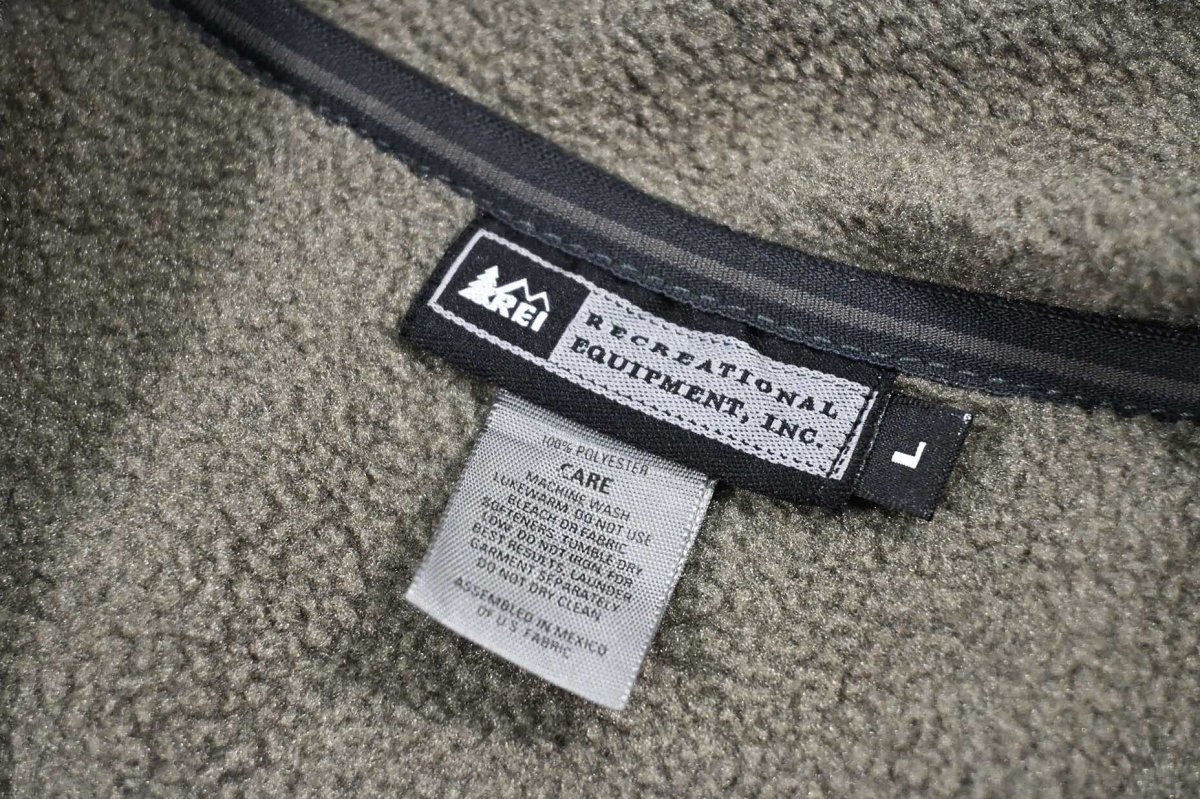 REI
RECREATIONAL
EQUIPMENT, INC.
L
100% POLYESTER
CARE
MACHINE WASH
LUKEWARM. DO NOT USE
BLEACH OR FABRIC
SOFTENERS. TUMBLE DRY
LOW. DO NOT IRON. FOR
BEST RESULTS, LAUNDER
GARMENT SEPARATELY
DO NOT DRY CLEAN
ASSEMBLED IN MEXICO
OF U.S. FABRIC